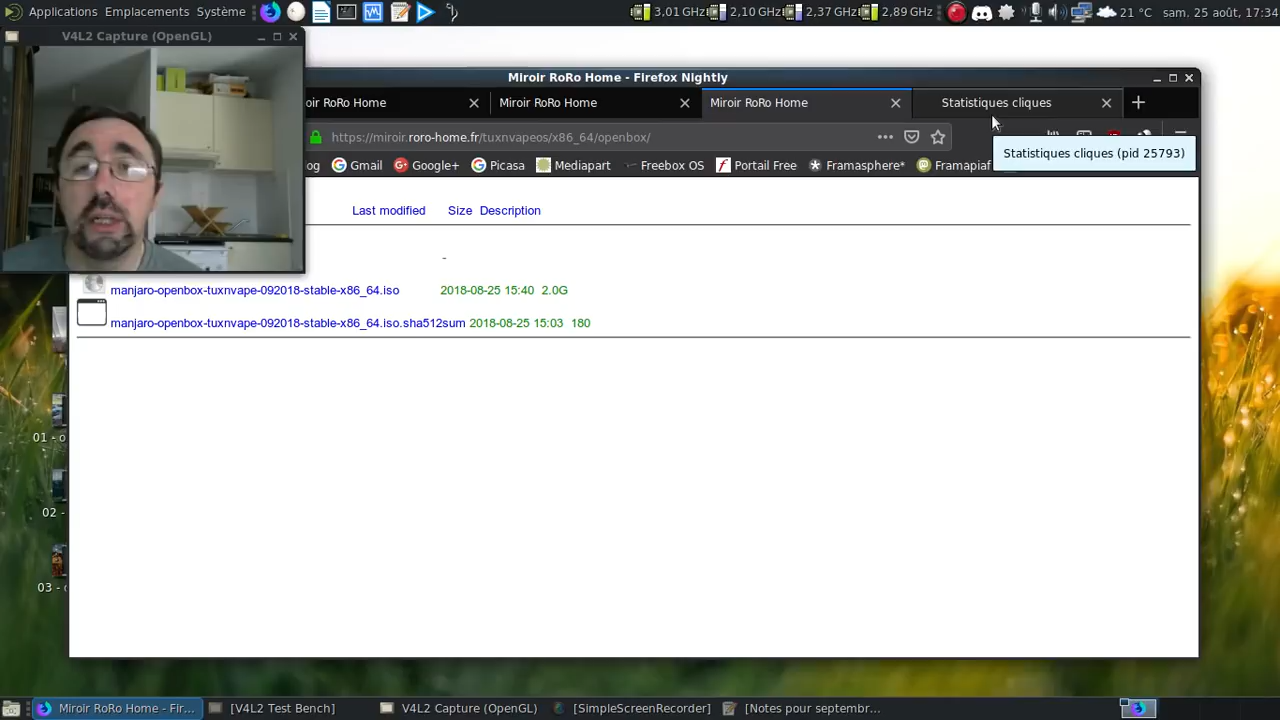 Applications Emplacements Système 3,01 GHz 2,10 GHz 2,37 GHz 2,89 GHz 21 °C sam. 25 août, 17:34
V4L2 Capture (OpenGL)
Miroir RoRo Home - Firefox Nightly
oir RoRo Home Miroir RoRo Home Miroir RoRo Home Statistiques cliques
https://miroir.roro-home.fr/tuxnvapeos/x86_64/openbox/
Statistiques cliques (pid 25793)
og Gmail Google+ Picasa Mediapart Freebox OS Portail Free Framasphere* Framapiaf
Last modified Size Description
-
manjaro-openbox-tuxnvape-092018-stable-x86_64.iso 2018-08-25 15:40 2.0G
manjaro-openbox-tuxnvape-092018-stable-x86_64.iso.sha512sum 2018-08-25 15:03 180
01 - o
02 -
03 -
Miroir RoRo Home - Fir... [V4L2 Test Bench] V4L2 Capture (OpenGL) [SimpleScreenRecorder] [Notes pour septembr...